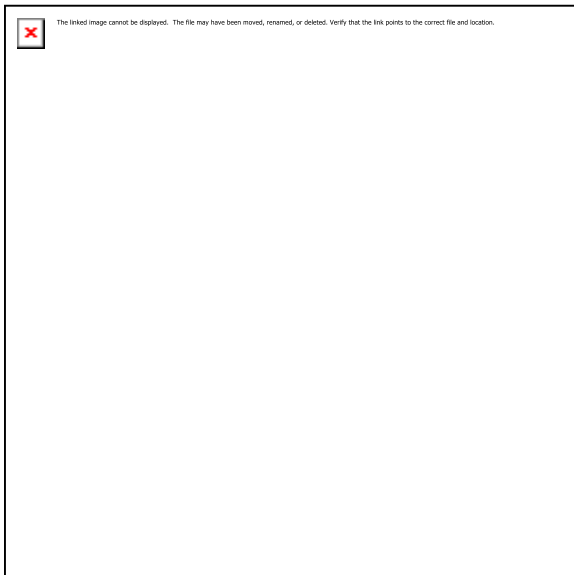 The linked image cannot be displayed.  The file may have been moved, renamed, or deleted. Verify that the link points to the correct file and location.